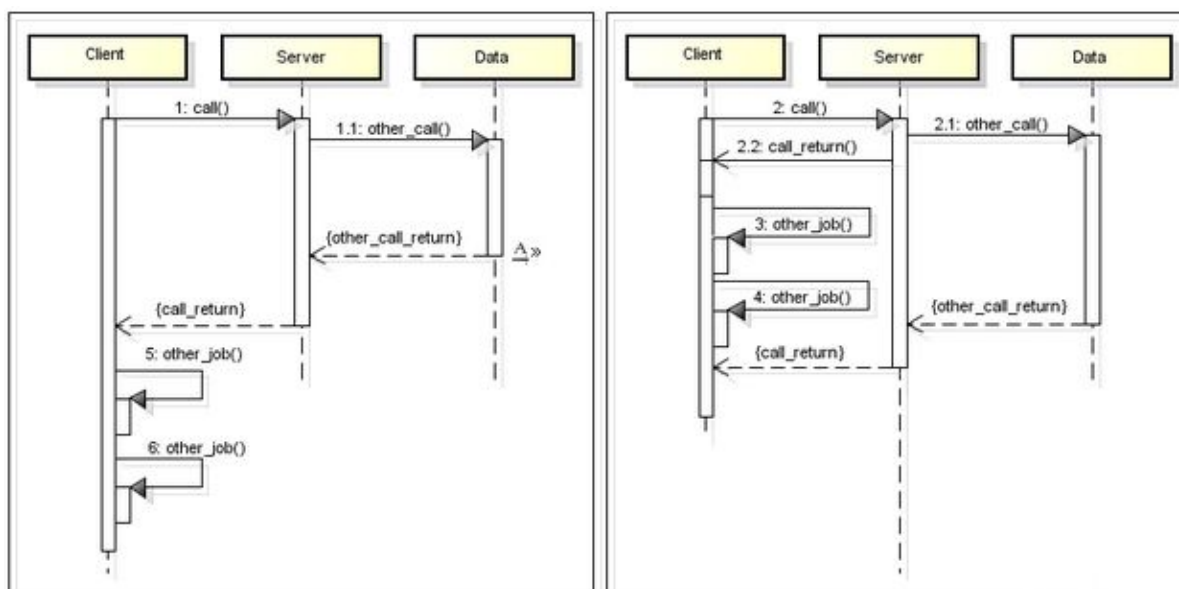 Client
Server
Data
1: call()
1.1: other_call()
{other_call_return}
A »
{call_return}
5: other_job()
6: other_job()
Client
Server
Data
2: call()
2.1: other_call()
2.2: call_return()
3: other_job()
4: other_job()
{other_call_return}
{call_return}